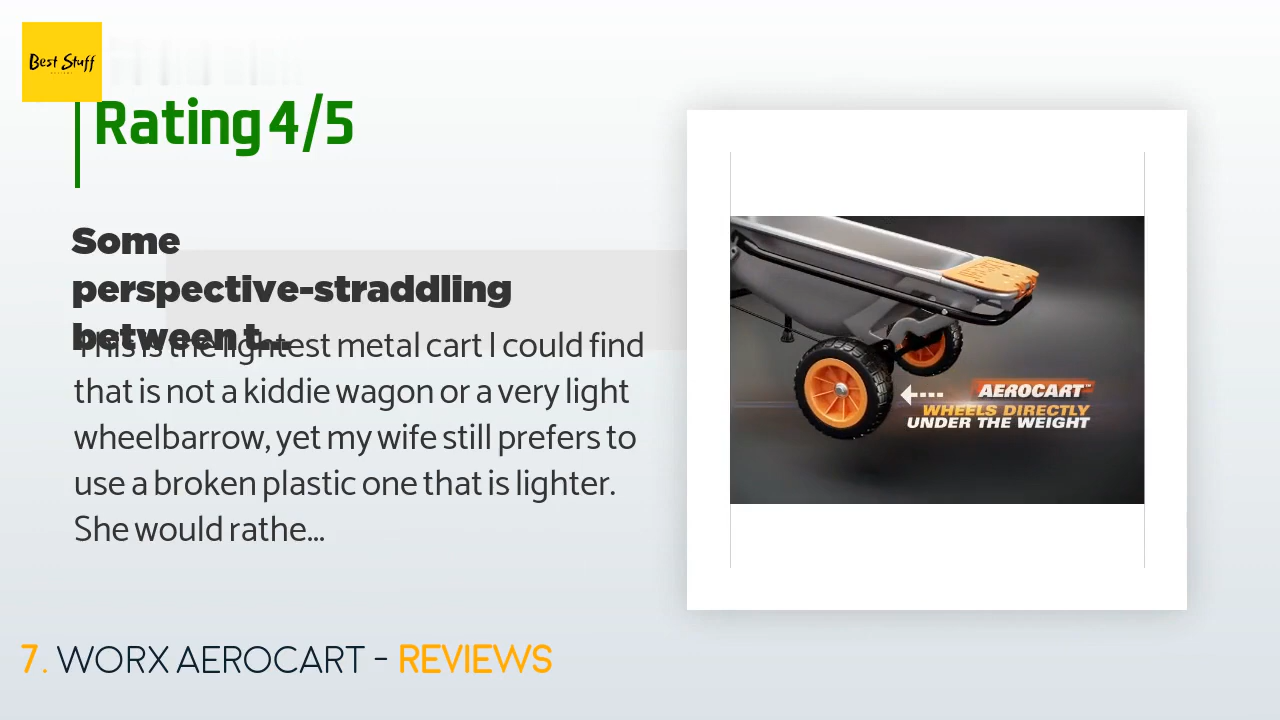 Best Stuff
Rating 4/5
Some
perspective-straddling
between t...
This is the lightest metal cart I could find
that is not a kiddie wagon or a very light
wheelbarrow, yet my wife still prefers to
use a broken plastic one that is lighter.
She would rathe...
AEROCART™
WHEELS DIRECTLY
UNDER THE WEIGHT
7. WORX AEROCART - REVIEWS